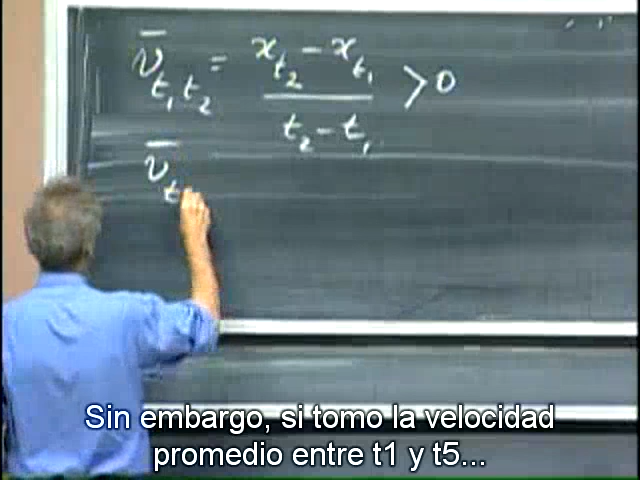 v̄ₜ₁ₜ₂ = (xₜ₂ − xₜ₁) / (t₂ − t₁) > 0
v̄ₜ
Sin embargo, si tomo la velocidad
promedio entre t1 y t5...